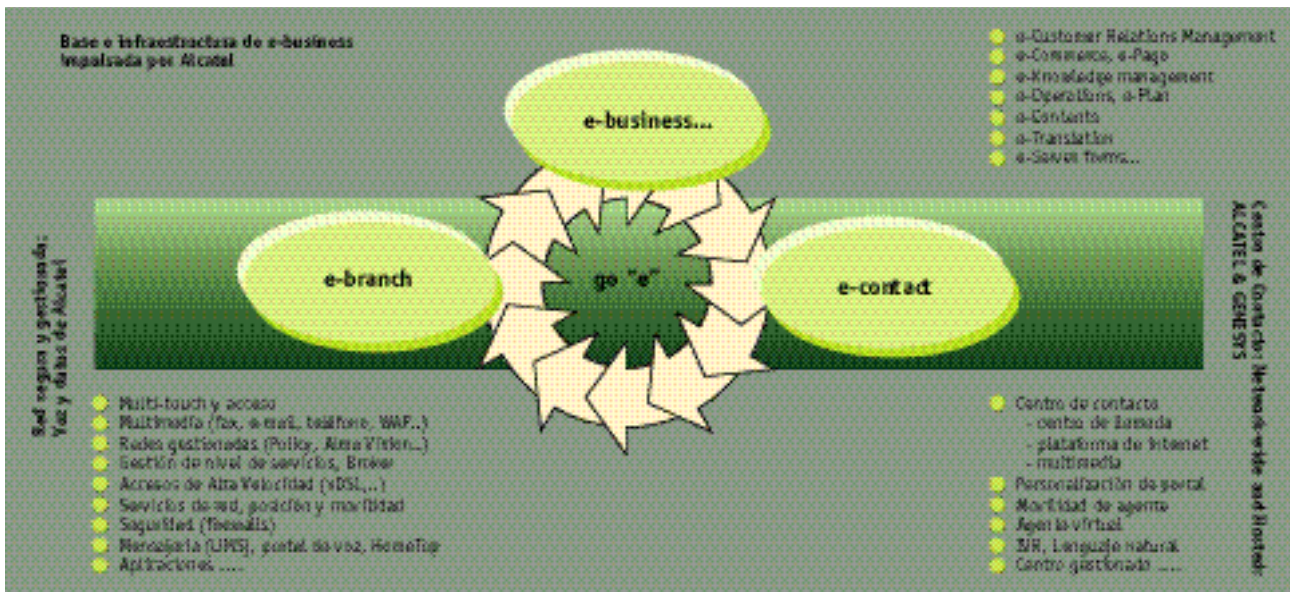 Base e infraestructura de e-business
Impulsada por Alcatel
e-Customer Relations Management
e-Commerce, e-Pago
e-Knowledge management
e-Operations, e-Plan
e-Contents
e-Translation
e-Server farms...
e-business...
e-branch
go "e"
e-contact
Red segura y gestionada:
Voz y datos de Alcatel
Centro de Contacto: Network-wide and Hosted:
ALCATEL & GENESYS
Multi-touch y acceso
Multimedia (fax, e-mail, teléfono, WAP..)
Redes gestionadas (Policy, Alma Vision..)
Gestión de nivel de servicios, Broker
Accesos de Alta Velocidad (xDSL,..)
Servicios de red, posición y movilidad
Seguridad (firewalls)
Mensajería (UMS), portal de voz, HomeTop
Aplicaciones .....
Centro de contacto
- centro de llamada
- plataforma de internet
- multimedia
Personalización de portal
Movilidad de agente
Agente virtual
IVR, Lenguaje natural
Centro gestionado .....